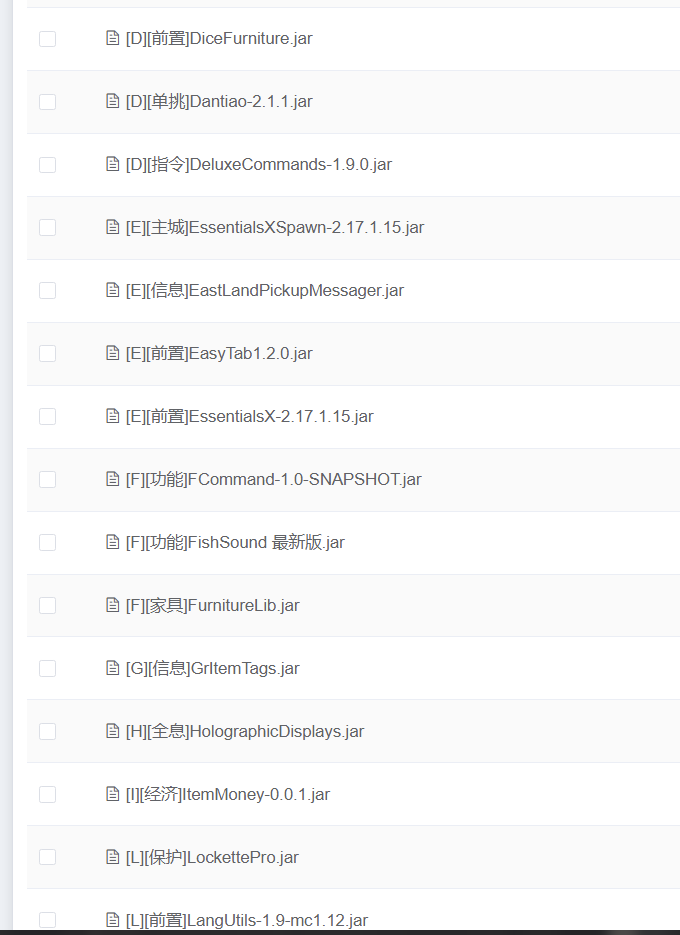 [D][前置]DiceFurniture.jar
[D][单挑]Dantiao-2.1.1.jar
[D][指令]DeluxeCommands-1.9.0.jar
[E][主城]EssentialsXSpawn-2.17.1.15.jar
[E][信息]EastLandPickupMessager.jar
[E][前置]EasyTab1.2.0.jar
[E][前置]EssentialsX-2.17.1.15.jar
[F][功能]FCommand-1.0-SNAPSHOT.jar
[F][功能]FishSound 最新版.jar
[F][家具]FurnitureLib.jar
[G][信息]GrItemTags.jar
[H][全息]HolographicDisplays.jar
[I][经济]ItemMoney-0.0.1.jar
[L][保护]LockettePro.jar
[L][前置]LangUtils-1.9-mc1.12.jar